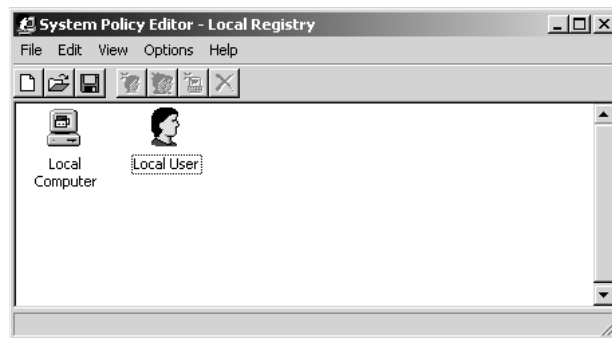 System Policy Editor - Local Registry
File Edit View Options Help
Local
Computer
Local User